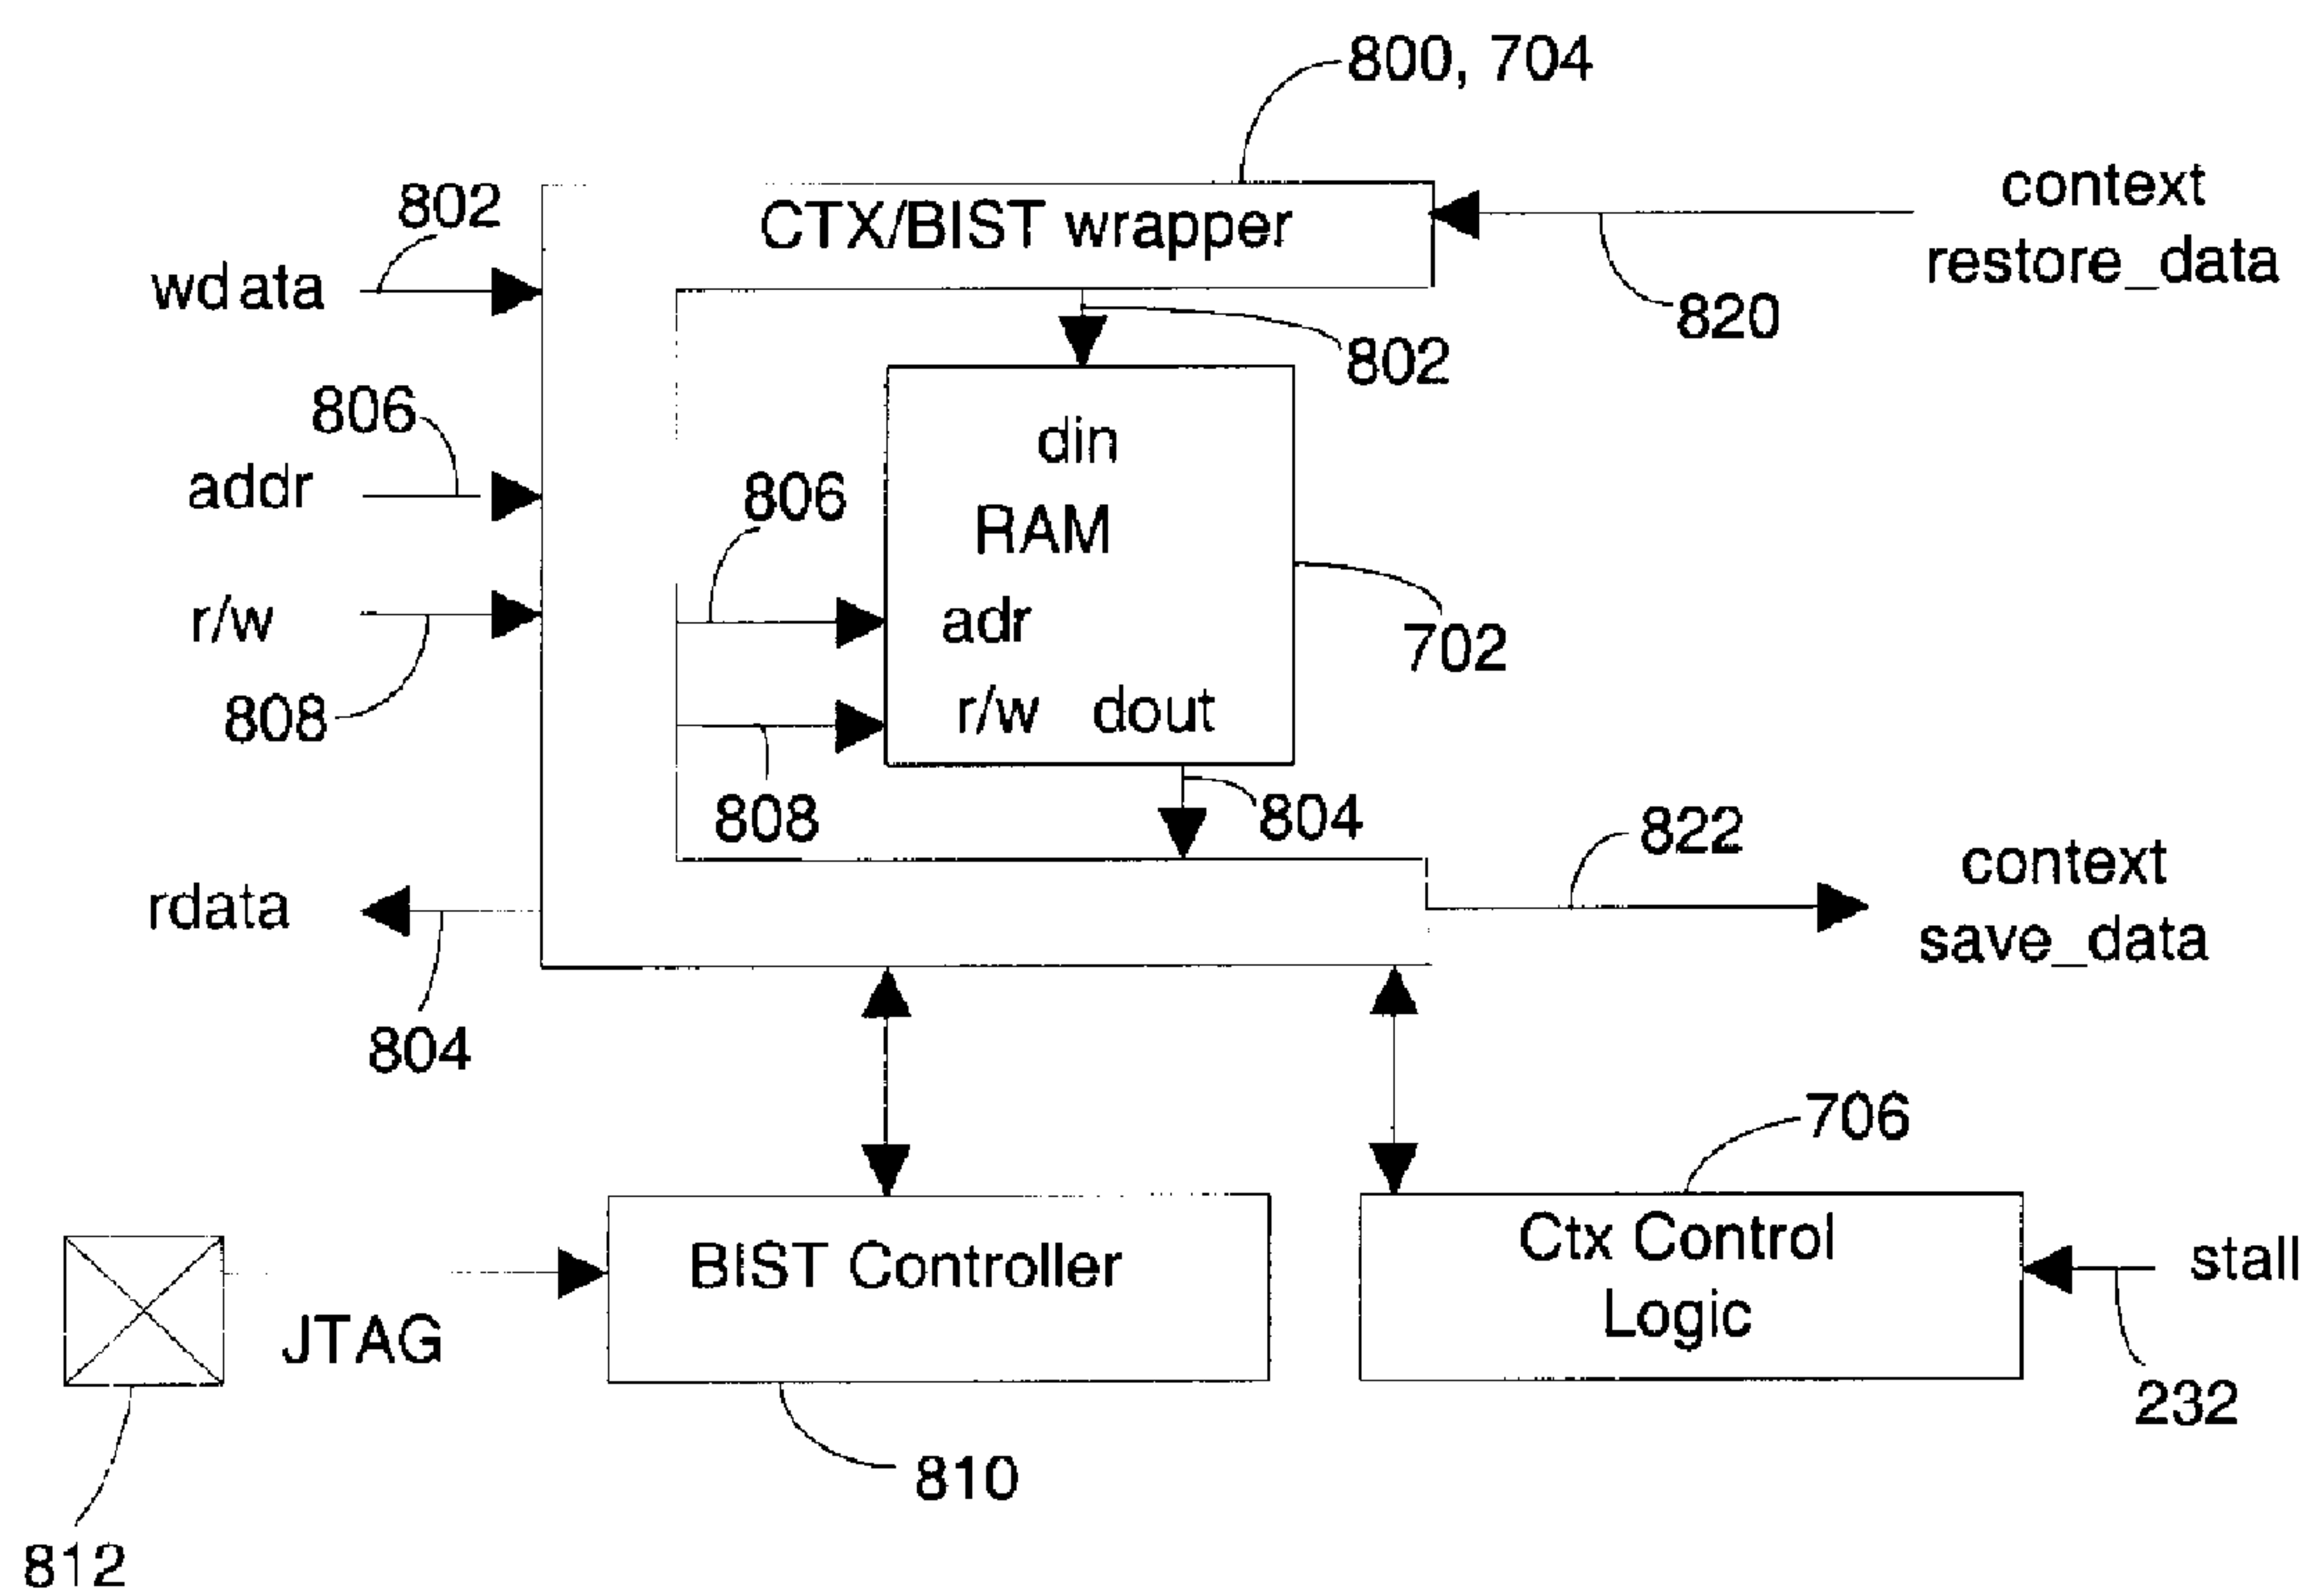 800, 704
802
CTX/BIST wrapper
context
restore_data
wdata
820
802
806
din
addr
806
RAM
r/w
adr
702
808
r/w dout
808
804
822
context
rdata
save_data
804
706
Ctx Control
Logic
stall
BIST Controller
JTAG
232
810
812